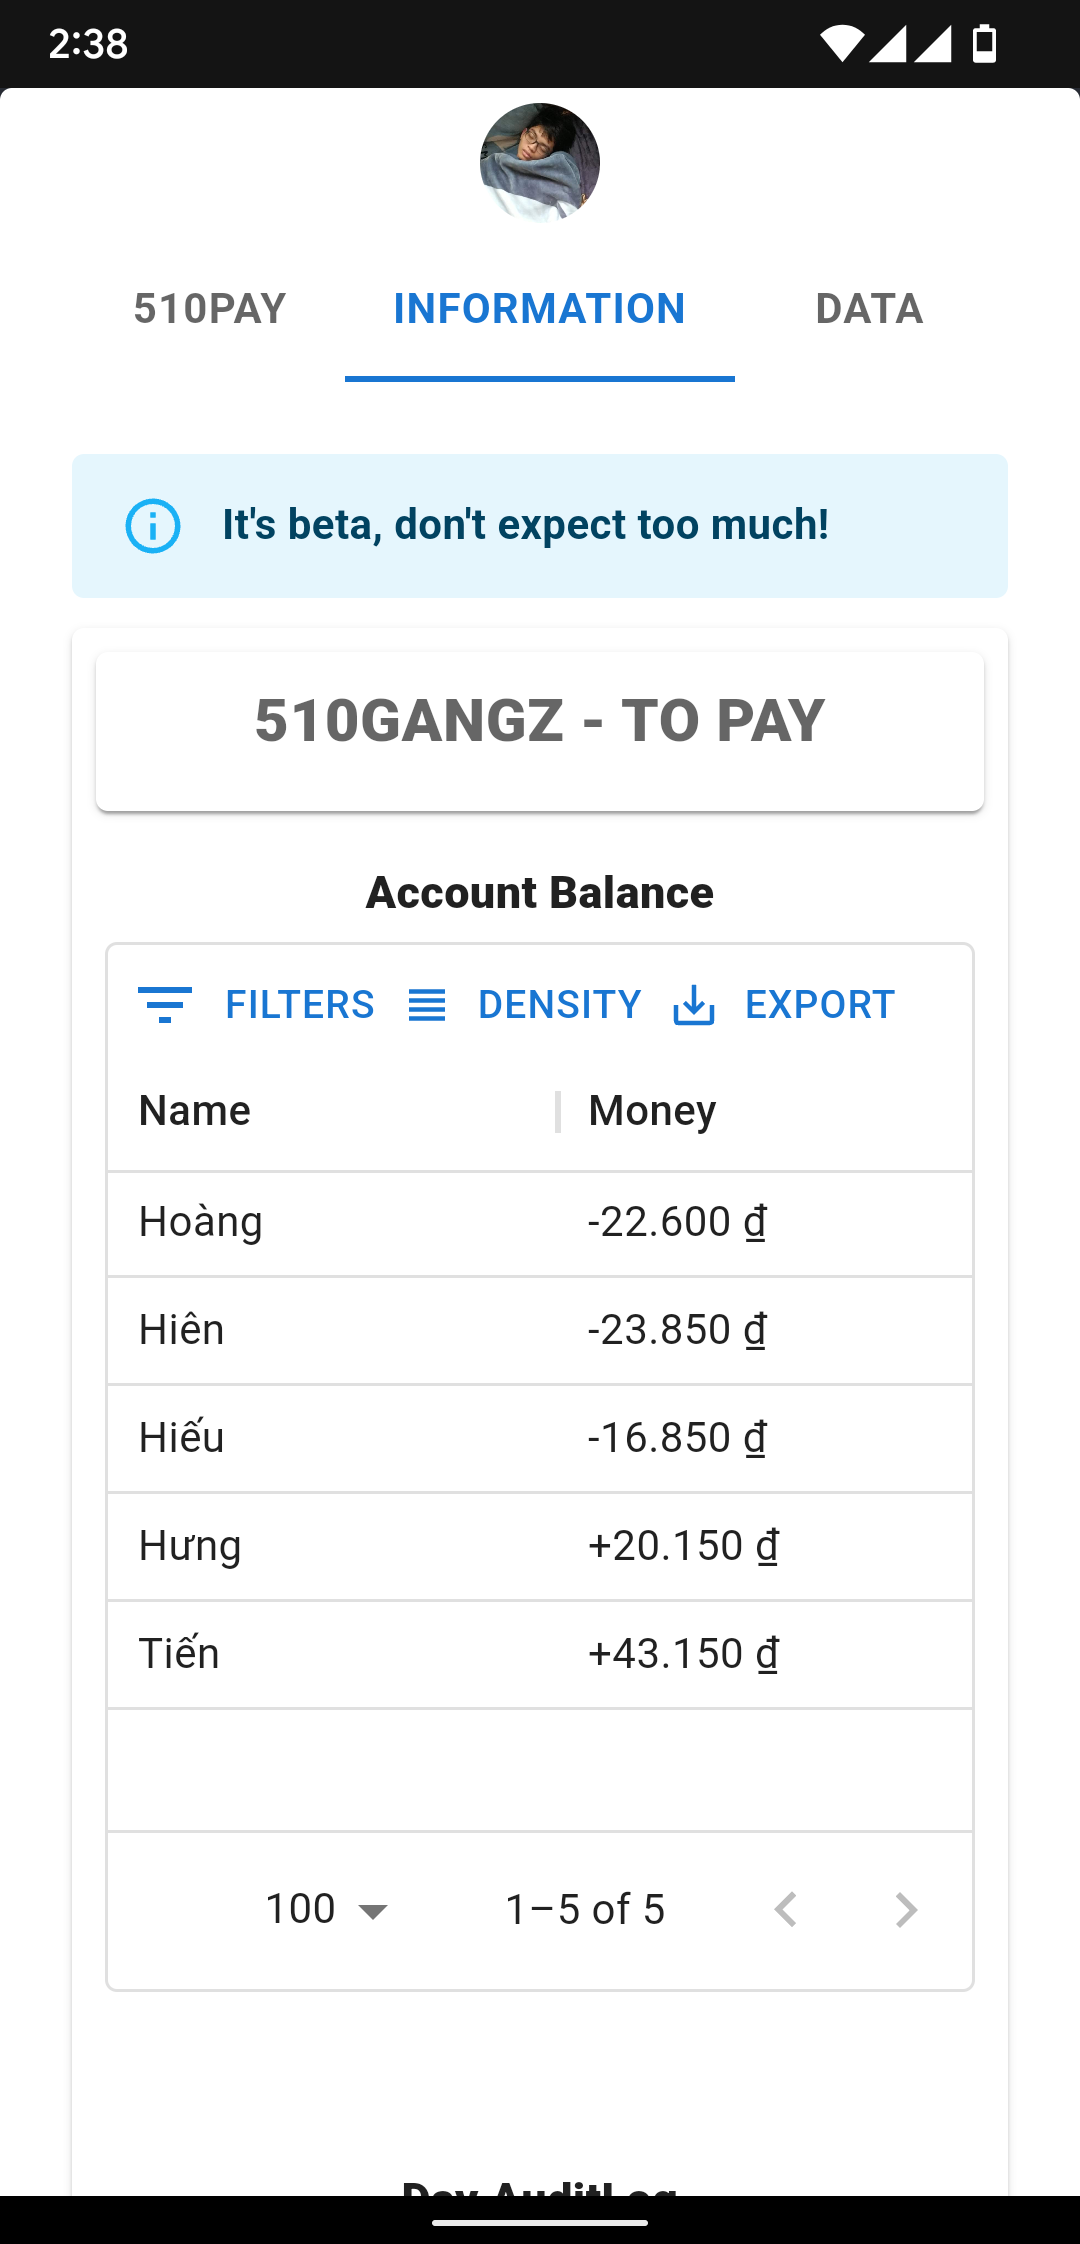 2:38
510PAY INFORMATION DATA
It's beta, don't expect too much!
510GANGZ - TO PAY
Account Balance
FILTERS DENSITY EXPORT
Name Money
Hoàng -22.600 ₫
Hiên -23.850 ₫
Hiếu -16.850 ₫
Hưng +20.150 ₫
Tiến +43.150 ₫
100 1–5 of 5
Day AuditLog